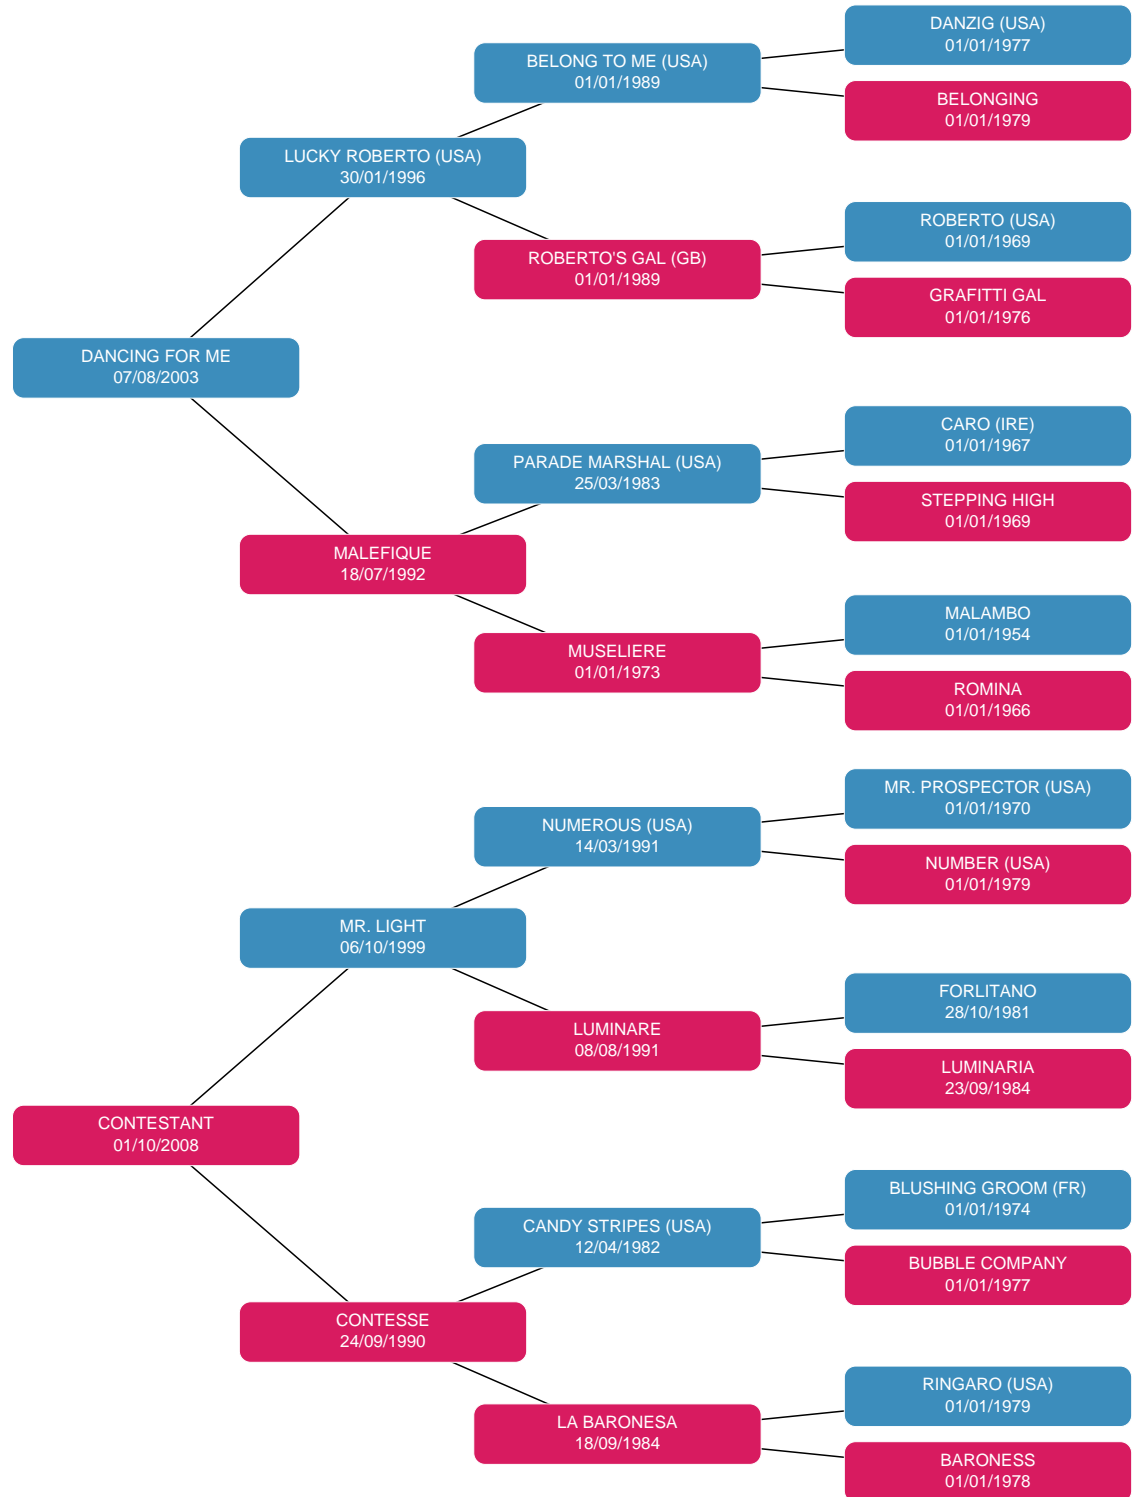 DANZIG (USA)
01/01/1977
BELONG TO ME (USA)
01/01/1989
BELONGING
01/01/1979
LUCKY ROBERTO (USA)
30/01/1996
ROBERTO (USA)
01/01/1969
ROBERTO'S GAL (GB)
01/01/1989
GRAFITTI GAL
01/01/1976
DANCING FOR ME
07/08/2003
CARO (IRE)
01/01/1967
PARADE MARSHAL (USA)
25/03/1983
STEPPING HIGH
01/01/1969
MALEFIQUE
18/07/1992
MALAMBO
01/01/1954
MUSELIERE
01/01/1973
ROMINA
01/01/1966
MR. PROSPECTOR (USA)
01/01/1970
NUMEROUS (USA)
14/03/1991
NUMBER (USA)
01/01/1979
MR. LIGHT
06/10/1999
FORLITANO
28/10/1981
LUMINARE
08/08/1991
LUMINARIA
23/09/1984
CONTESTANT
01/10/2008
BLUSHING GROOM (FR)
01/01/1974
CANDY STRIPES (USA)
12/04/1982
BUBBLE COMPANY
01/01/1977
CONTESSE
24/09/1990
RINGARO (USA)
01/01/1979
LA BARONESA
18/09/1984
BARONESS
01/01/1978